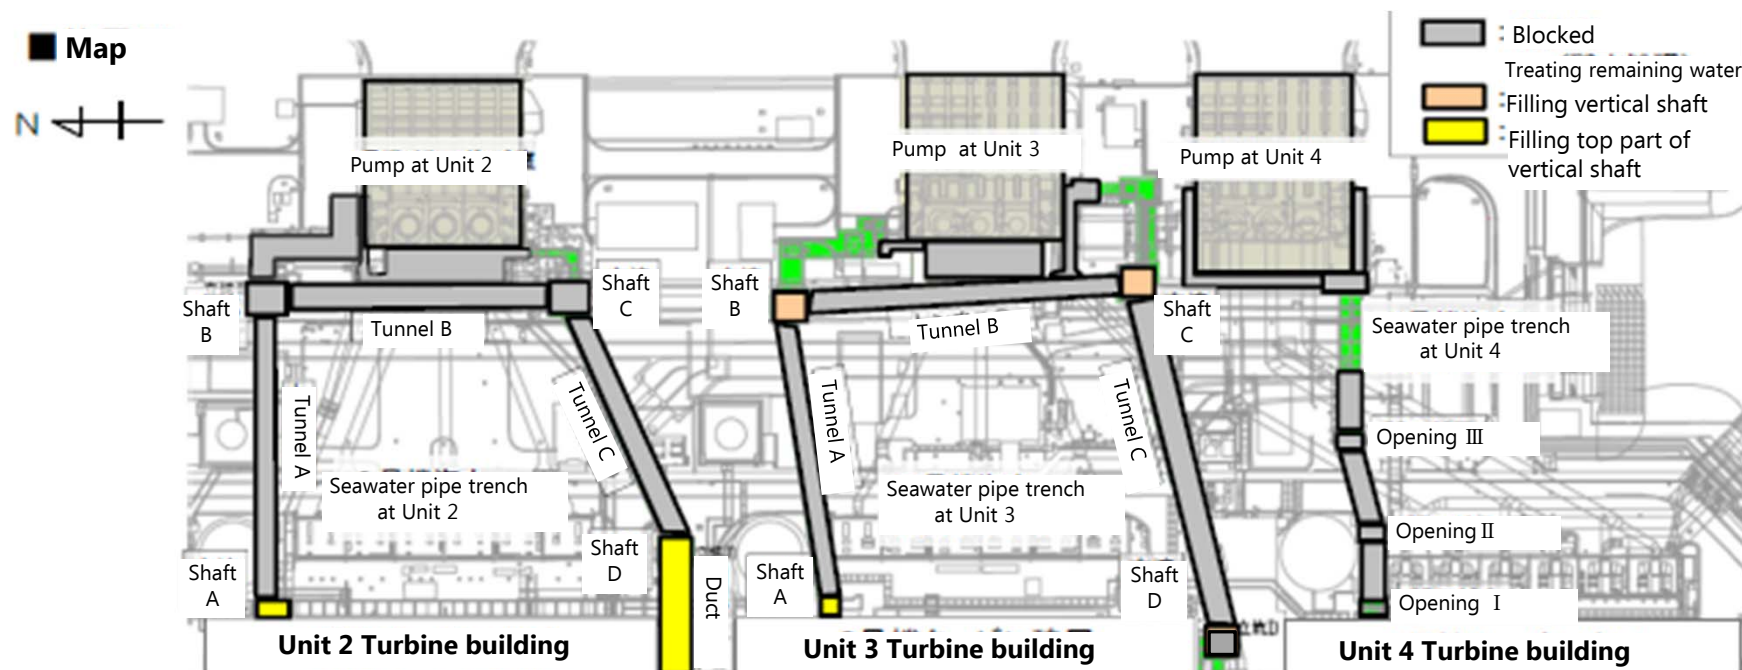 ■ Map
N
Blocked
Treating remaining water
Filling vertical shaft
Filling top part of
vertical shaft
Pump at Unit 2
Pump at Unit 3
Pump at Unit 4
Shaft
B
Tunnel B
Shaft
C
Shaft
B
Tunnel B
Shaft
C
Seawater pipe trench
at Unit 4
Tunnel A
Tunnel C
Tunnel A
Tunnel C
Opening Ⅲ
Seawater pipe trench
at Unit 2
Seawater pipe trench
at Unit 3
Opening Ⅱ
Shaft
A
Shaft
D
Duct
Shaft
A
Shaft
D
Opening Ⅰ
Unit 2 Turbine building
Unit 3 Turbine building
Unit 4 Turbine building